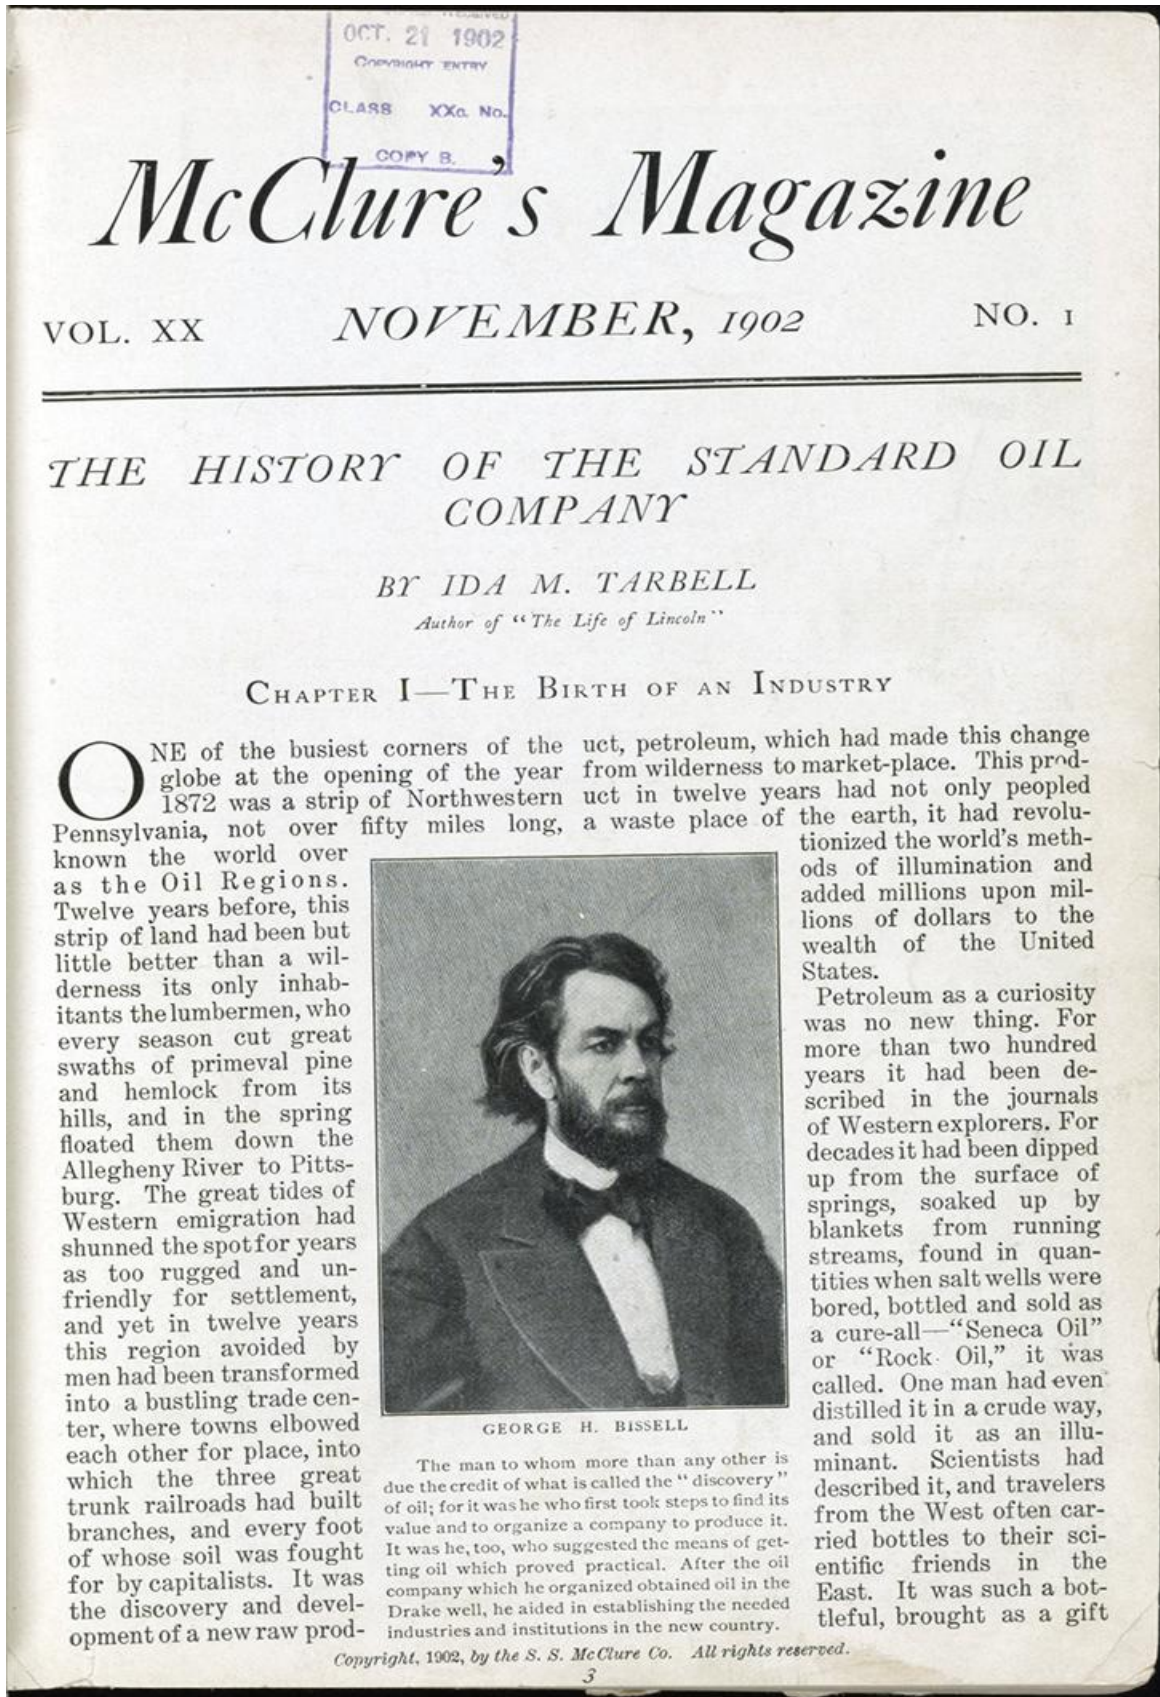 OCT. 21 1902
COPYRIGHT ENTRY
CLASS XXc. No.
COPY B.
McClure's Magazine
VOL. XX NOVEMBER, 1902 NO. 1
THE HISTORY OF THE STANDARD OIL
COMPANY
BY IDA M. TARBELL
Author of "The Life of Lincoln"
CHAPTER I—THE BIRTH OF AN INDUSTRY
ONE of the busiest corners of the
globe at the opening of the year
1872 was a strip of Northwestern
Pennsylvania, not over fifty miles long,
known the world over
as the Oil Regions.
Twelve years before, this
strip of land had been but
little better than a wil-
derness its only inhab-
itants the lumbermen, who
every season cut great
swaths of primeval pine
and hemlock from its
hills, and in the spring
floated them down the
Allegheny River to Pitts-
burg. The great tides of
Western emigration had
shunned the spot for years
as too rugged and un-
friendly for settlement,
and yet in twelve years
this region avoided by
men had been transformed
into a bustling trade cen-
ter, where towns elbowed
each other for place, into
which the three great
trunk railroads had built
branches, and every foot
of whose soil was fought
for by capitalists. It was
the discovery and devel-
opment of a new raw prod-
uct, petroleum, which had made this change
from wilderness to market-place. This prod-
uct in twelve years had not only peopled
a waste place of the earth, it had revolu-
tionized the world's meth-
ods of illumination and
added millions upon mil-
lions of dollars to the
wealth of the United
States.
Petroleum as a curiosity
was no new thing. For
more than two hundred
years it had been de-
scribed in the journals
of Western explorers. For
decades it had been dipped
up from the surface of
springs, soaked up by
blankets from running
streams, found in quan-
tities when salt wells were
bored, bottled and sold as
a cure-all—"Seneca Oil"
or "Rock Oil," it was
called. One man had even
distilled it in a crude way,
and sold it as an illu-
minant. Scientists had
described it, and travelers
from the West often car-
ried bottles to their sci-
entific friends in the
East. It was such a bot-
tleful, brought as a gift
GEORGE H. BISSELL
The man to whom more than any other is
due the credit of what is called the "discovery"
of oil; for it was he who first took steps to find its
value and to organize a company to produce it.
It was he, too, who suggested the means of get-
ting oil which proved practical. After the oil
company which he organized obtained oil in the
Drake well, he aided in establishing the needed
industries and institutions in the new country.
Copyright, 1902, by the S. S. McClure Co. All rights reserved.
3